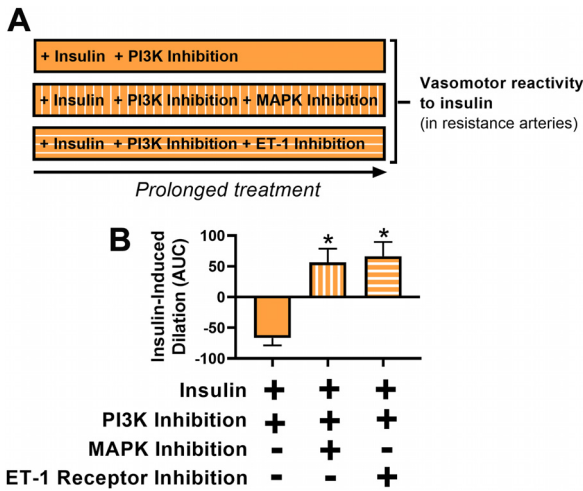 A
+ Insulin + PI3K Inhibition
+ Insulin + PI3K Inhibition + MAPK Inhibition
+ Insulin + PI3K Inhibition + ET-1 Inhibition
Prolonged treatment
Vasomotor reactivity
to insulin
(in resistance arteries)
B
Insulin-Induced
Dilation (AUC)
100
50
0
-50
-100
* *
Insulin + + +
PI3K Inhibition + + +
MAPK Inhibition - + -
ET-1 Receptor Inhibition - - +